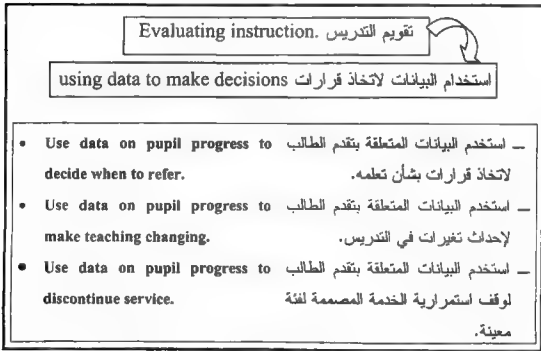 Evaluating instruction. تقويم التدريس
using data to make decisions استخدام البيانات لاتخاذ قرارات
• Use data on pupil progress to ــ استخدم البيانات المتعلقة بتقدم الطالب
decide when to refer. لاتخاذ قرارات بشأن تعلمه.
• Use data on pupil progress to ــ استخدم البيانات المتعلقة بتقدم الطالب
make teaching changing. لإحداث تغيرات في التدريس.
• Use data on pupil progress to ــ استخدم البيانات المتعلقة بتقدم الطالب
discontinue service. لوقف استمرارية الخدمة المصممة لفئة
معينة.